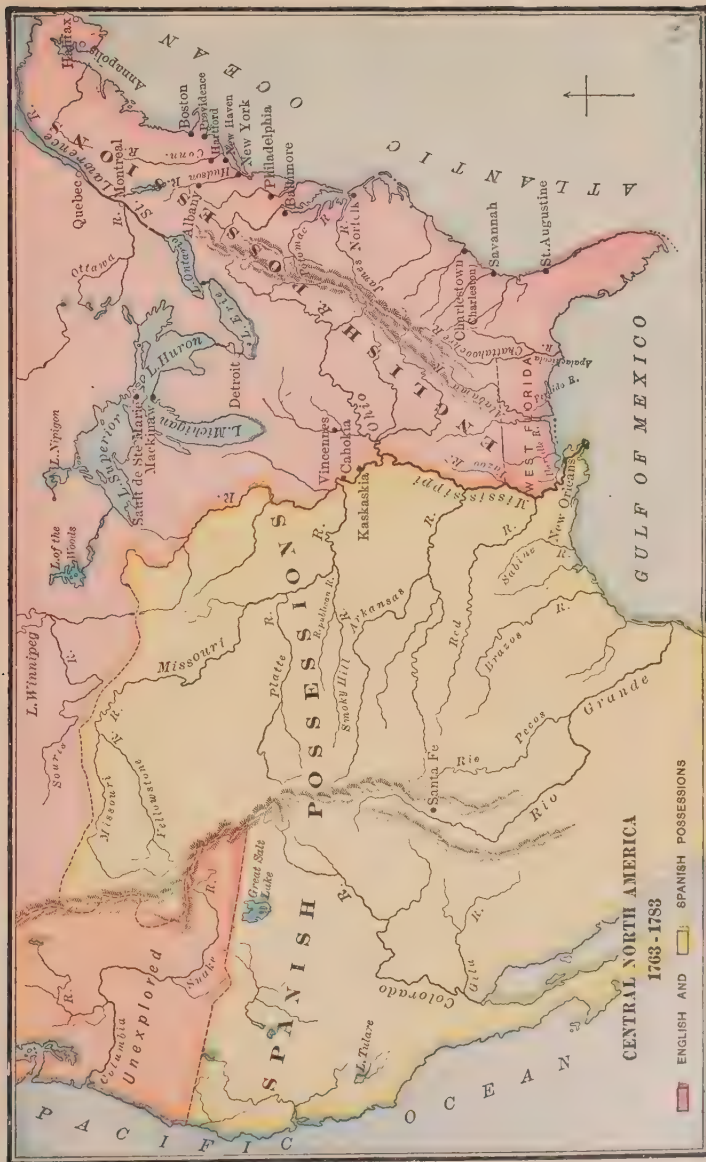 CENTRAL NORTH AMERICA
1763-1783
ENGLISH AND SPANISH POSSESSIONS
PACIFIC OCEAN
ATLANTIC OCEAN
GULF OF MEXICO
SPANISH POSSESSIONS
ENGLISH POSSESSIONS
Unexplored
Columbia R.
Snake R.
Great Salt Lake
L. Tulare
Colorado R.
Gila R.
L. Winnipeg
R.
Missouri R.
Yellowstone R.
Missouri R.
Platte R.
Republican R.
Smoky Hill R.
Arkansas R.
Red R.
Brazos R.
Sabine R.
Santa Fe
Rio Pecos
Rio Grande
L. of the Woods
L. Nipigon
L. Superior
Sault de Ste. Marie
Mackinaw
L. Huron
L. Michigan
Detroit
L. Erie
L. Ontario
Ottawa R.
Quebec
Montreal
St. Lawrence R.
Halifax
Annapolis
Boston
Providence
Hartford
New Haven
New York
Conn. R.
Hudson R.
Albany
Philadelphia
Baltimore
Potomac
James R.
Norfolk
Vincennes
Cahokia
Kaskaskia
Ohio R.
Mississippi R.
Yazoo R.
Alabama R.
Chattahoochee R.
Charlestown
Charleston
Savannah
St. Augustine
WEST FLORIDA
Apalachicola R.
New Orleans